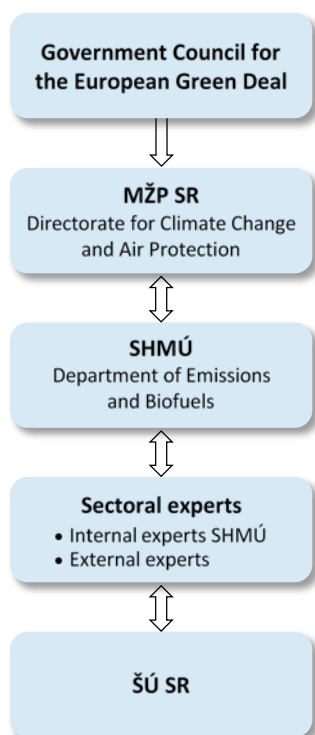 Government Council for
the European Green Deal
MŽP SR
Directorate for Climate Change
and Air Protection
SHMÚ
Department of Emissions
and Biofuels
Sectoral experts
• Internal experts SHMÚ
• External experts
ŠÚ SR